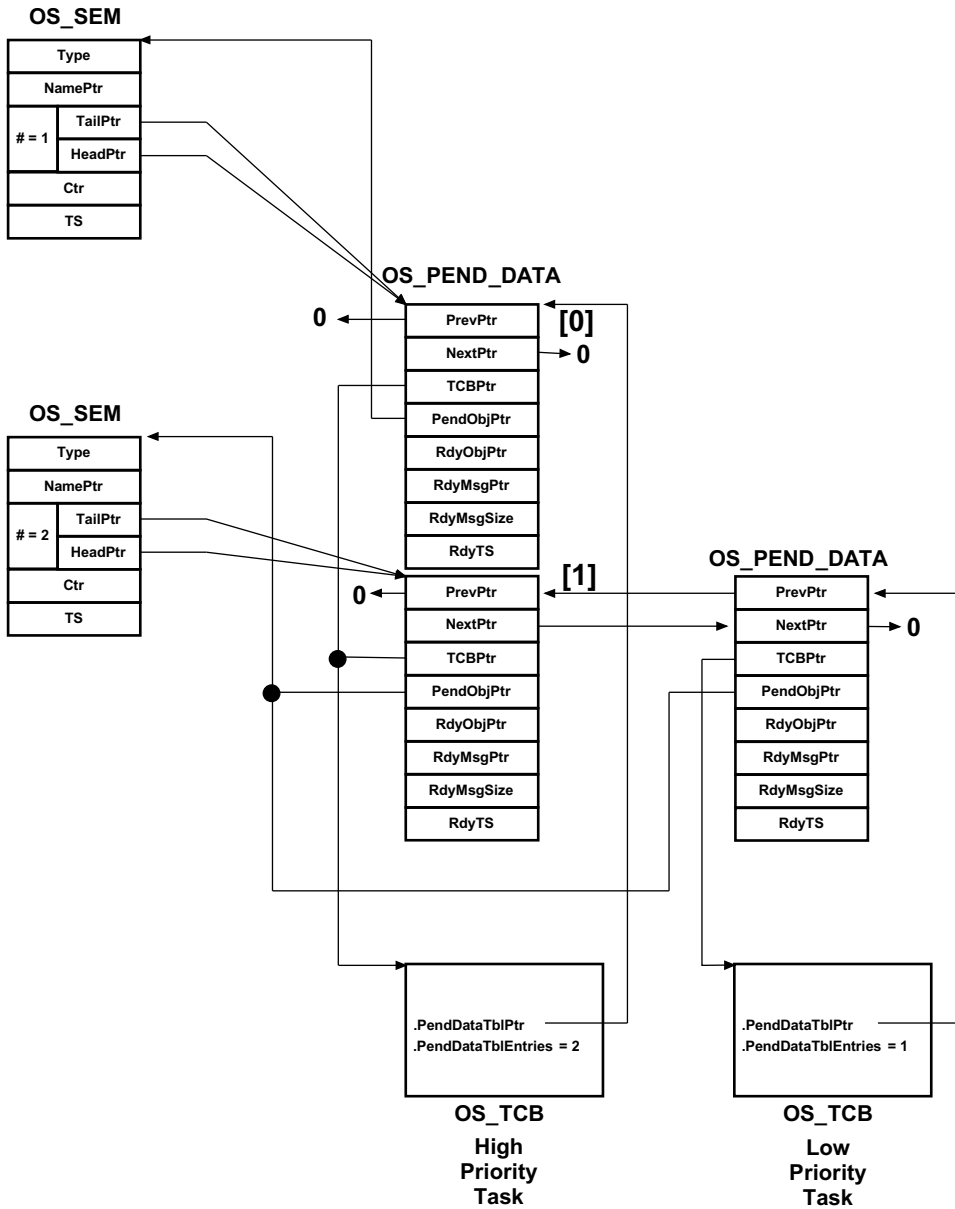 OS_SEM
Type
NamePtr
# = 1
TailPtr
HeadPtr
Ctr
TS
OS_PEND_DATA
0
PrevPtr
[0]
NextPtr
0
TCBPtr
PendObjPtr
RdyObjPtr
RdyMsgPtr
RdyMsgSize
RdyTS
OS_SEM
Type
NamePtr
# = 2
TailPtr
HeadPtr
Ctr
TS
0
PrevPtr
[1]
NextPtr
TCBPtr
PendObjPtr
RdyObjPtr
RdyMsgPtr
RdyMsgSize
RdyTS
OS_PEND_DATA
PrevPtr
NextPtr
0
TCBPtr
PendObjPtr
RdyObjPtr
RdyMsgPtr
RdyMsgSize
RdyTS
.PendDataTblPtr
.PendDataTblEntries = 2
OS_TCB
High
Priority
Task
.PendDataTblPtr
.PendDataTblEntries = 1
OS_TCB
Low
Priority
Task